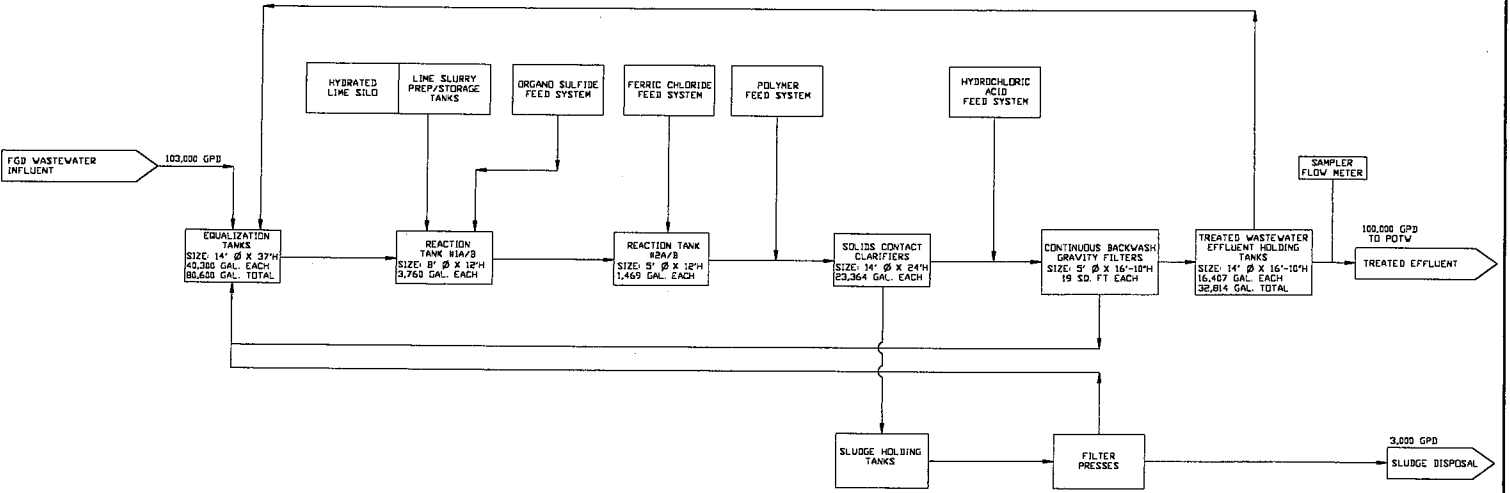 HYDRATED
LIME SILO
LIME SLURRY
PREP/STORAGE
TANKS
ORGANO SULFIDE
FEED SYSTEM
FERRIC CHLORIDE
FEED SYSTEM
POLYMER
FEED SYSTEM
HYDROCHLORIC
ACID
FEED SYSTEM
FGD WASTEWATER
INFLUENT
103,000 GPD
SAMPLER
FLOW METER
EQUALIZATION
TANKS
SIZE: 14' Ø X 37'H
40,300 GAL. EACH
80,600 GAL. TOTAL
REACTION
TANK #1A/B
SIZE: 8' Ø X 12'H
3,760 GAL. EACH
REACTION TANK
#2A/B
SIZE: 5' Ø X 12'H
1,469 GAL. EACH
SOLIDS CONTACT
CLARIFIERS
SIZE: 14' Ø X 24'H
23,364 GAL. EACH
CONTINUOUS BACKWASH
GRAVITY FILTERS
SIZE: 5' Ø X 16'-10"H
19 SQ. FT EACH
TREATED WASTEWATER
EFFLUENT HOLDING
TANKS
SIZE: 14' Ø X 16'-10"H
16,407 GAL. EACH
32,814 GAL. TOTAL
100,000 GPD
TO POTW
TREATED EFFLUENT
SLUDGE HOLDING
TANKS
FILTER
PRESSES
3,000 GPD
SLUDGE DISPOSAL